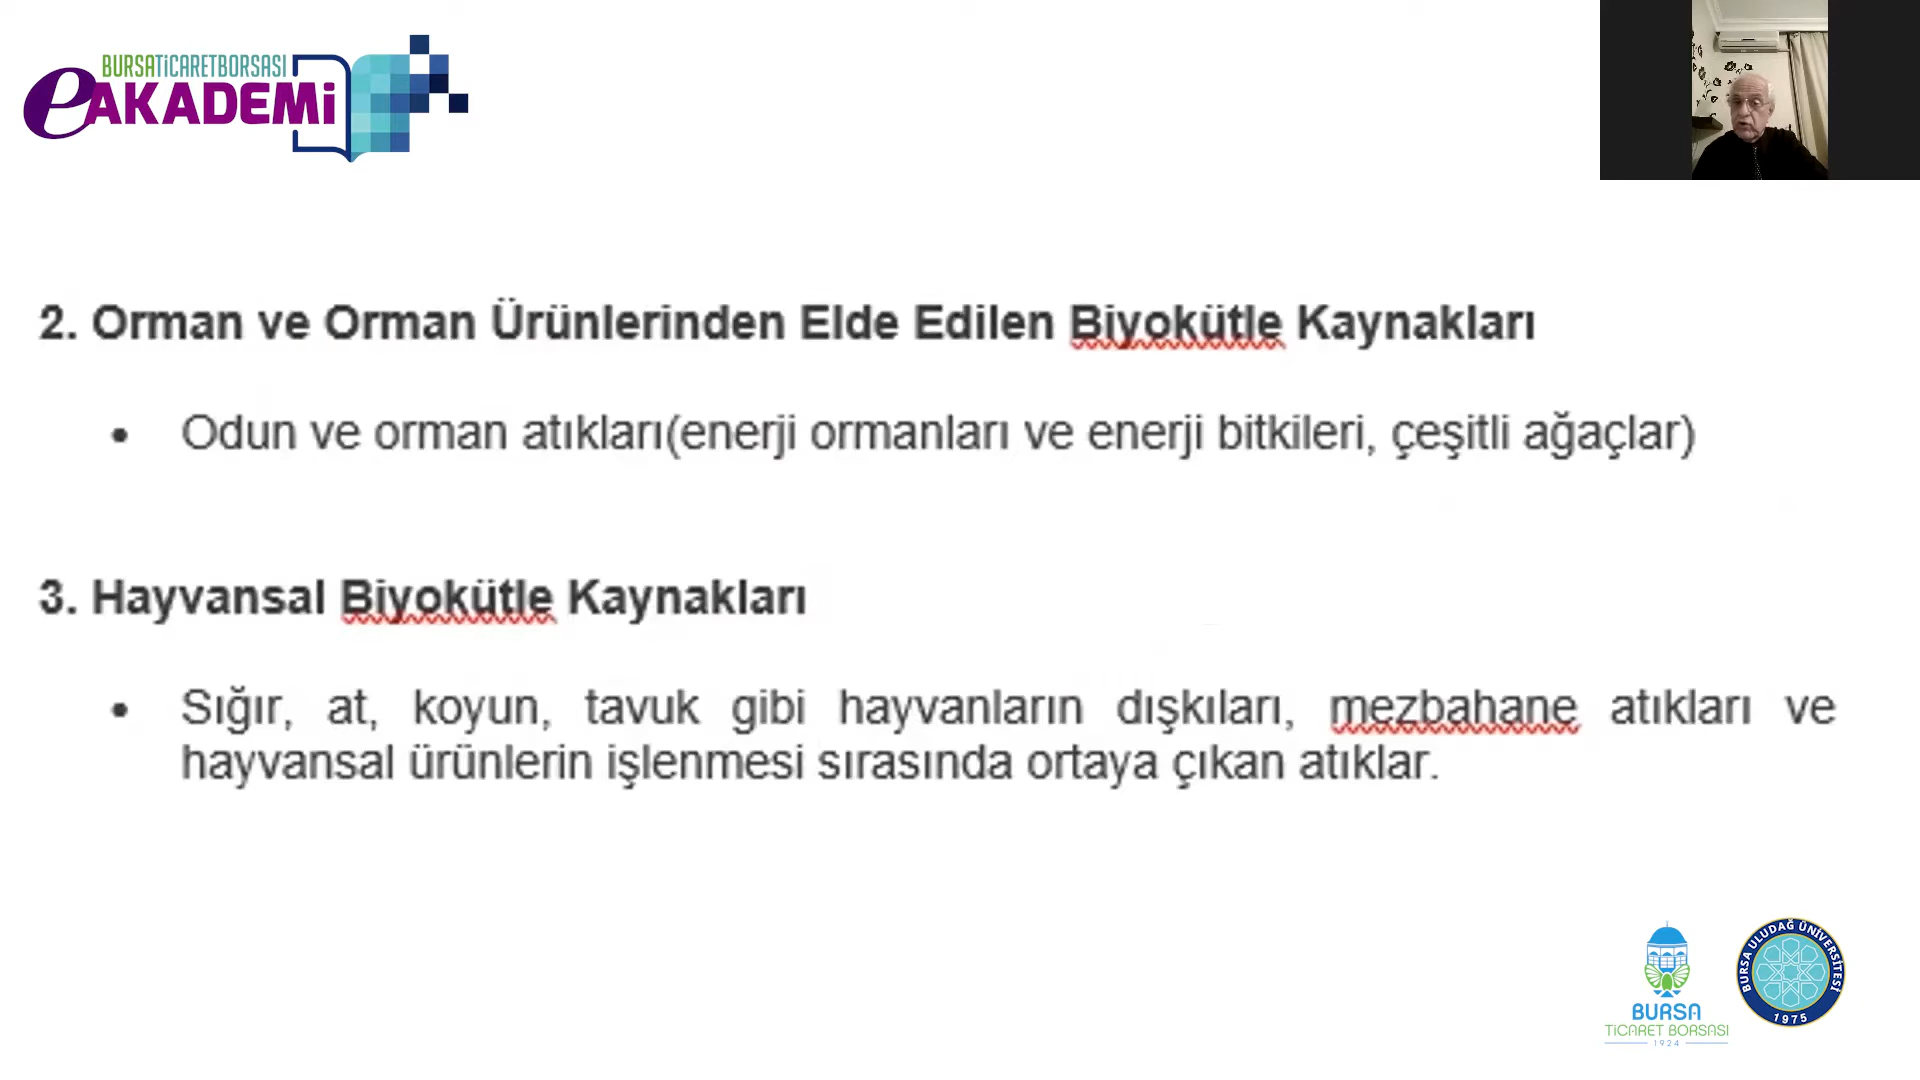 BURSATİCARETBORSASI
eAKADEMİ
2. Orman ve Orman Ürünlerinden Elde Edilen Biyokütle Kaynakları
• Odun ve orman atıkları(enerji ormanları ve enerji bitkileri, çeşitli ağaçlar)
3. Hayvansal Biyokütle Kaynakları
• Sığır, at, koyun, tavuk gibi hayvanların dışkıları, mezbahane atıkları ve
hayvansal ürünlerin işlenmesi sırasında ortaya çıkan atıklar.
BURSA
TİCARET BORSASI
1924
BURSA ULUDAĞ ÜNİVERSİTESİ
1975